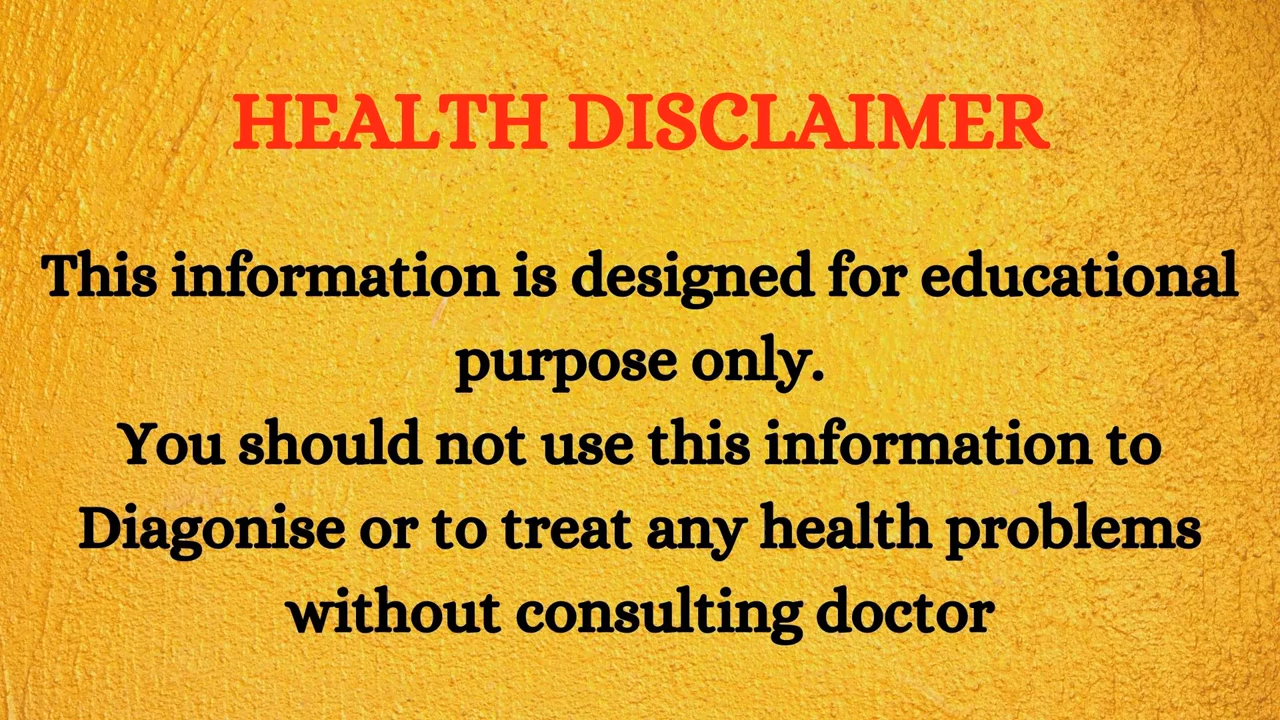 HEALTH DISCLAIMER
This information is designed for educational
purpose only.
You should not use this information to
Diagonise or to treat any health problems
without consulting doctor